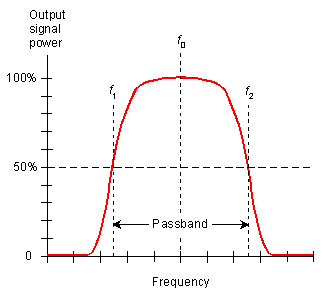 Output
signal
power
f0
100%
f1
f2
50%
Passband
0
Frequency